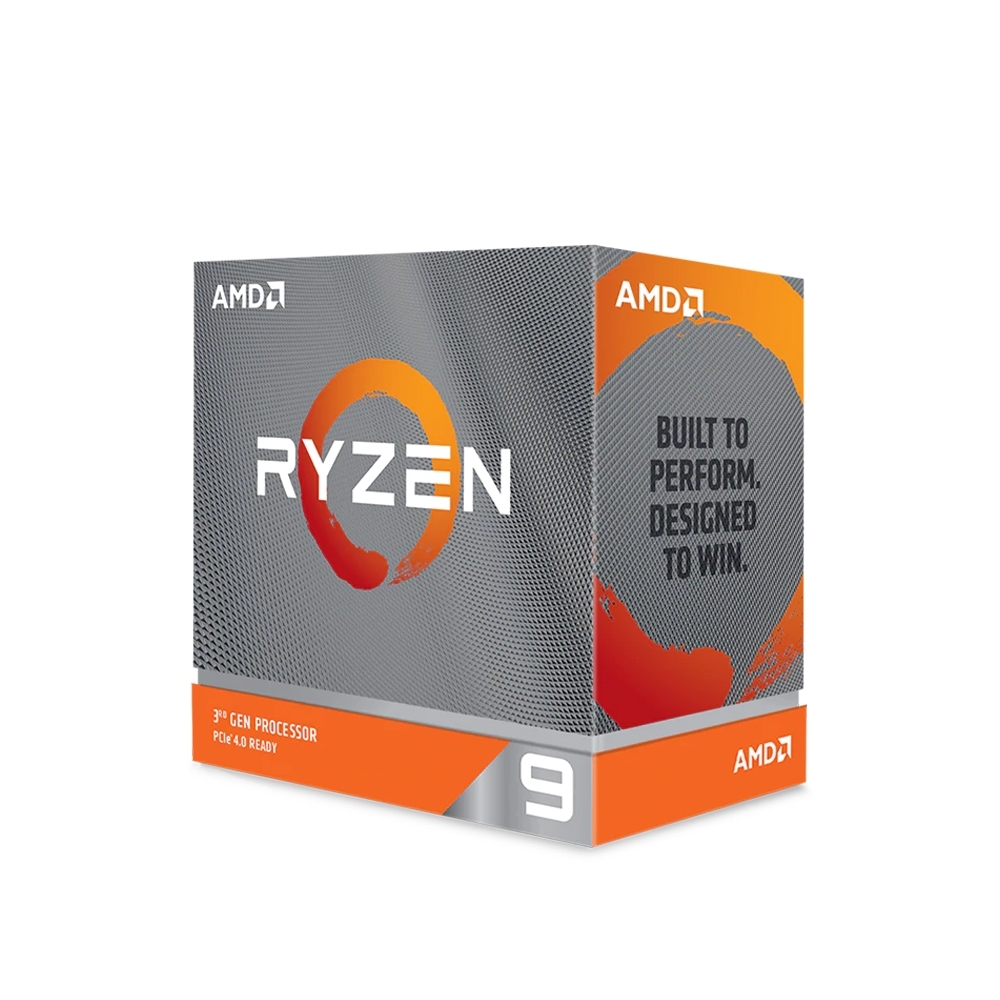 AMD
RYZEN
3RD GEN PROCESSOR
PCIe® 4.0 READY
9
AMD
BUILT TO
PERFORM.
DESIGNED
TO WIN.
AMD